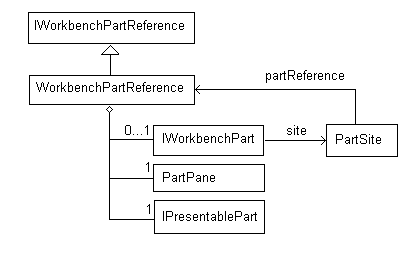 IWorkbenchPartReference
partReference
WorkbenchPartReference
0...1
IWorkbenchPart
site
PartSite
1
PartPane
1
IPresentablePart